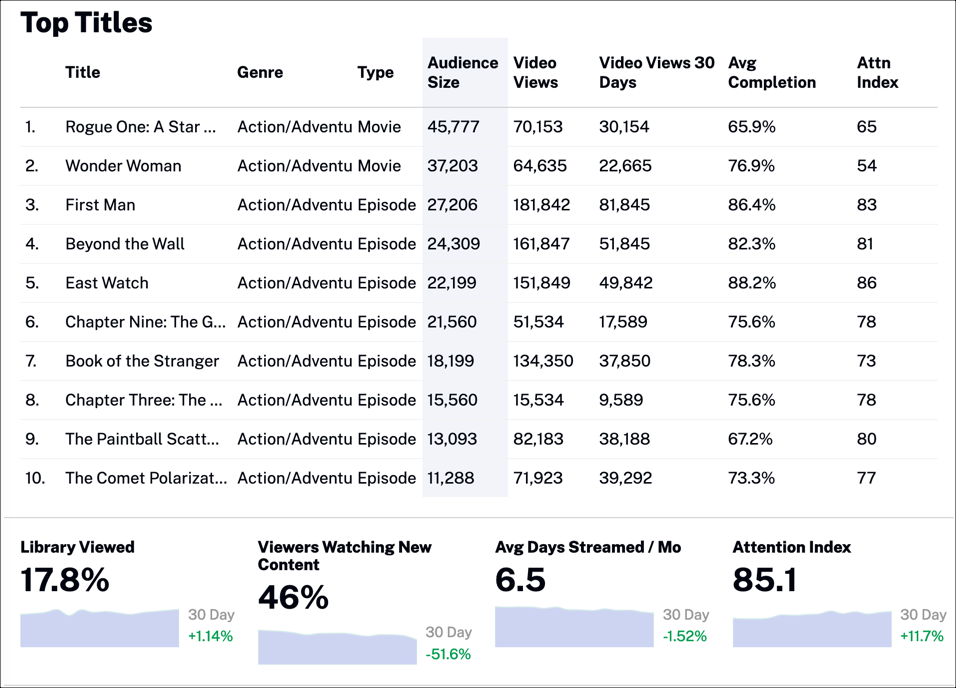 Top Titles
Title Genre Type Audience Size Video Views Video Views 30 Days Avg Completion Attn Index
1. Rogue One: A Star ... Action/Adventu Movie 45,777 70,153 30,154 65.9% 65
2. Wonder Woman Action/Adventu Movie 37,203 64,635 22,665 76.9% 54
3. First Man Action/Adventu Episode 27,206 181,842 81,845 86.4% 83
4. Beyond the Wall Action/Adventu Episode 24,309 161,847 51,845 82.3% 81
5. East Watch Action/Adventu Episode 22,199 151,849 49,842 88.2% 86
6. Chapter Nine: The G... Action/Adventu Episode 21,560 51,534 17,589 75.6% 78
7. Book of the Stranger Action/Adventu Episode 18,199 134,350 37,850 78.3% 73
8. Chapter Three: The ... Action/Adventu Episode 15,560 15,534 9,589 75.6% 78
9. The Paintball Scatt... Action/Adventu Episode 13,093 82,183 38,188 67.2% 80
10. The Comet Polarizat... Action/Adventu Episode 11,288 71,923 39,292 73.3% 77
Library Viewed
17.8%
30 Day
+1.14%
Viewers Watching New
Content
46%
30 Day
-51.6%
Avg Days Streamed / Mo
6.5
30 Day
-1.52%
Attention Index
85.1
30 Day
+11.7%